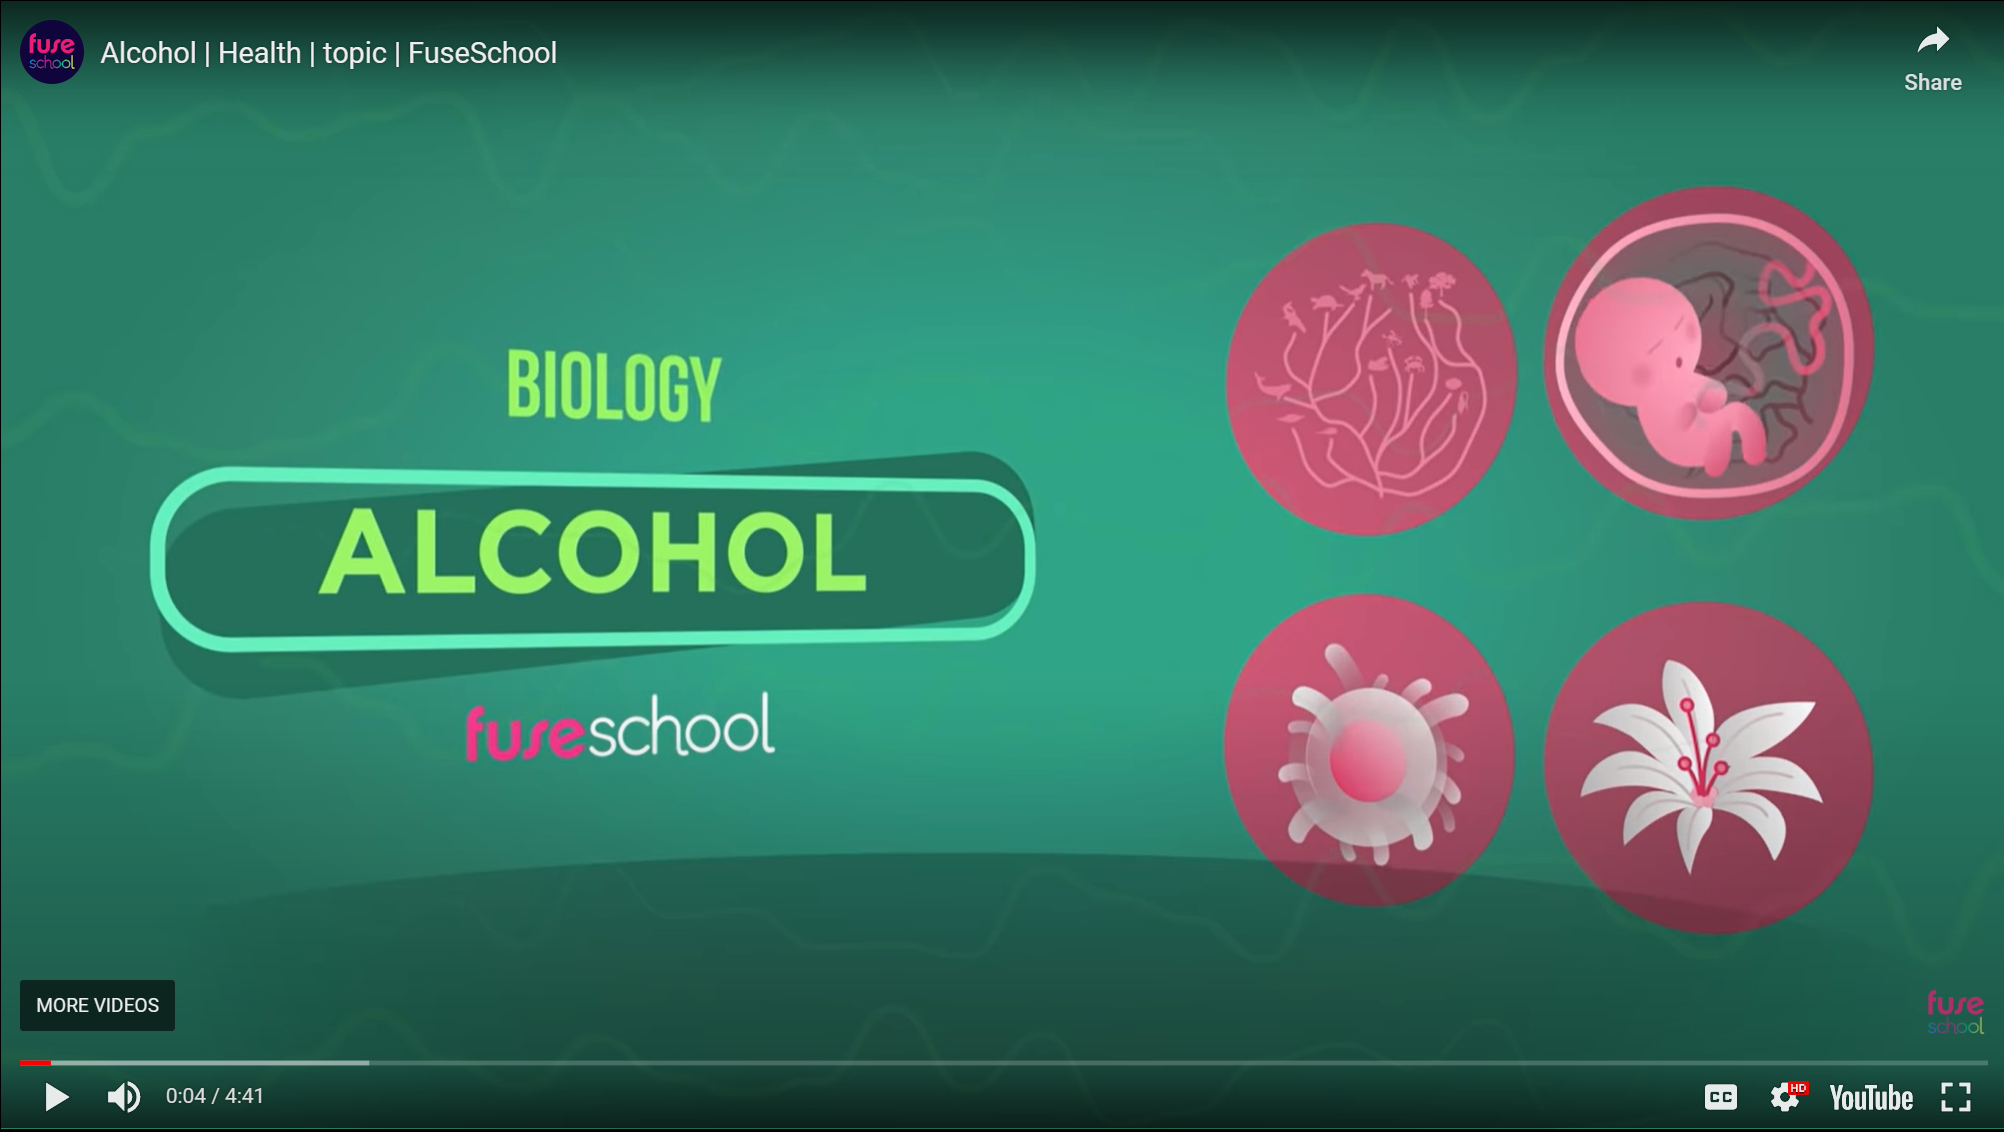 fuse
school
Alcohol | Health | topic | FuseSchool
Share
BIOLOGY
ALCOHOL
fuseschool
MORE VIDEOS
fuse
school
0:04 / 4:41
CC
HD
YouTube